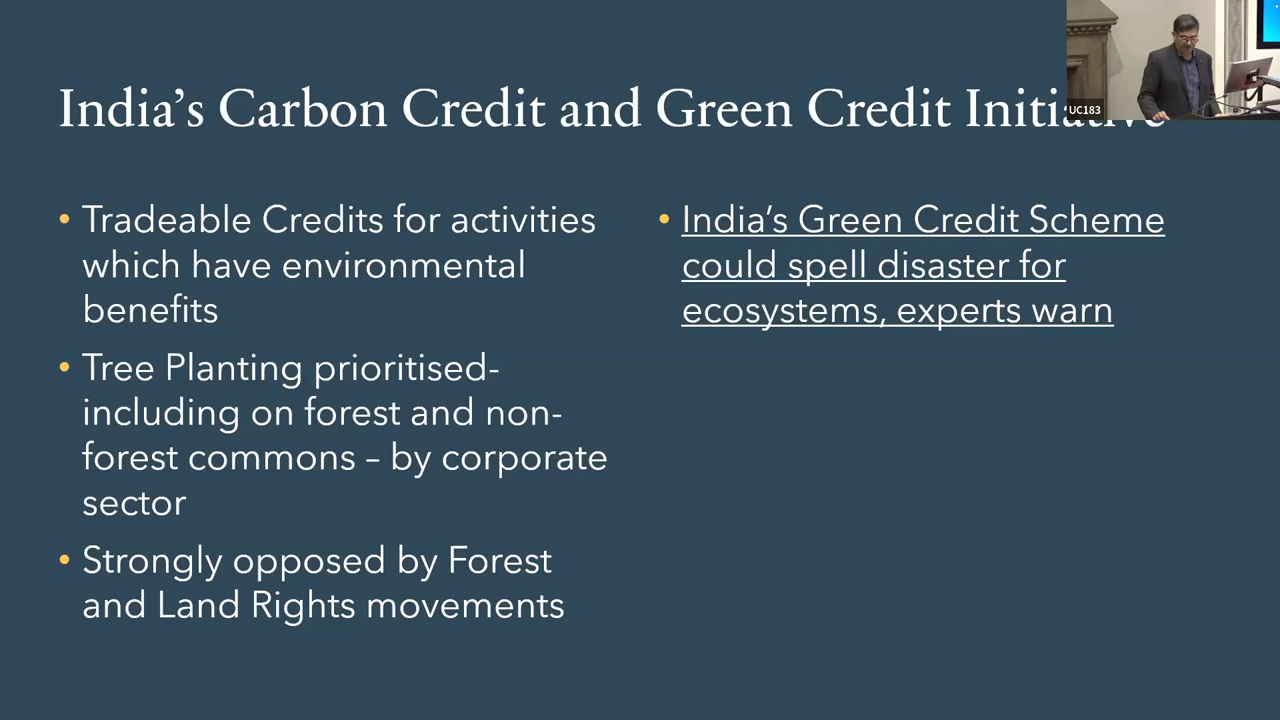 India’s Carbon Credit and Green Credit Initiative
UC183
• Tradeable Credits for activities
which have environmental
benefits
• Tree Planting prioritised-
including on forest and non-
forest commons – by corporate
sector
• Strongly opposed by Forest
and Land Rights movements
• India’s Green Credit Scheme
could spell disaster for
ecosystems, experts warn